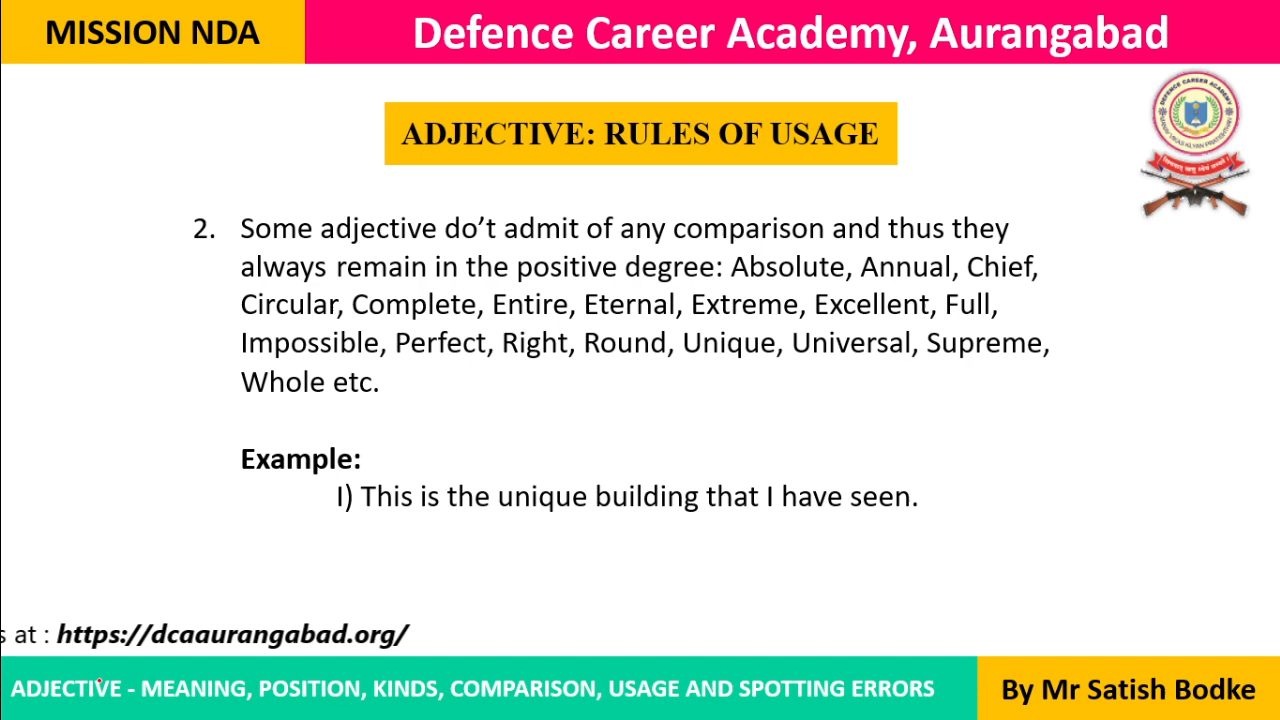 MISSION NDA
Defence Career Academy, Aurangabad
ADJECTIVE: RULES OF USAGE
2. Some adjective do’t admit of any comparison and thus they
always remain in the positive degree: Absolute, Annual, Chief,
Circular, Complete, Entire, Eternal, Extreme, Excellent, Full,
Impossible, Perfect, Right, Round, Unique, Universal, Supreme,
Whole etc.
Example:
I) This is the unique building that I have seen.
s at : https://dcaaurangabad.org/
ADJECTIVE - MEANING, POSITION, KINDS, COMPARISON, USAGE AND SPOTTING ERRORS
By Mr Satish Bodke